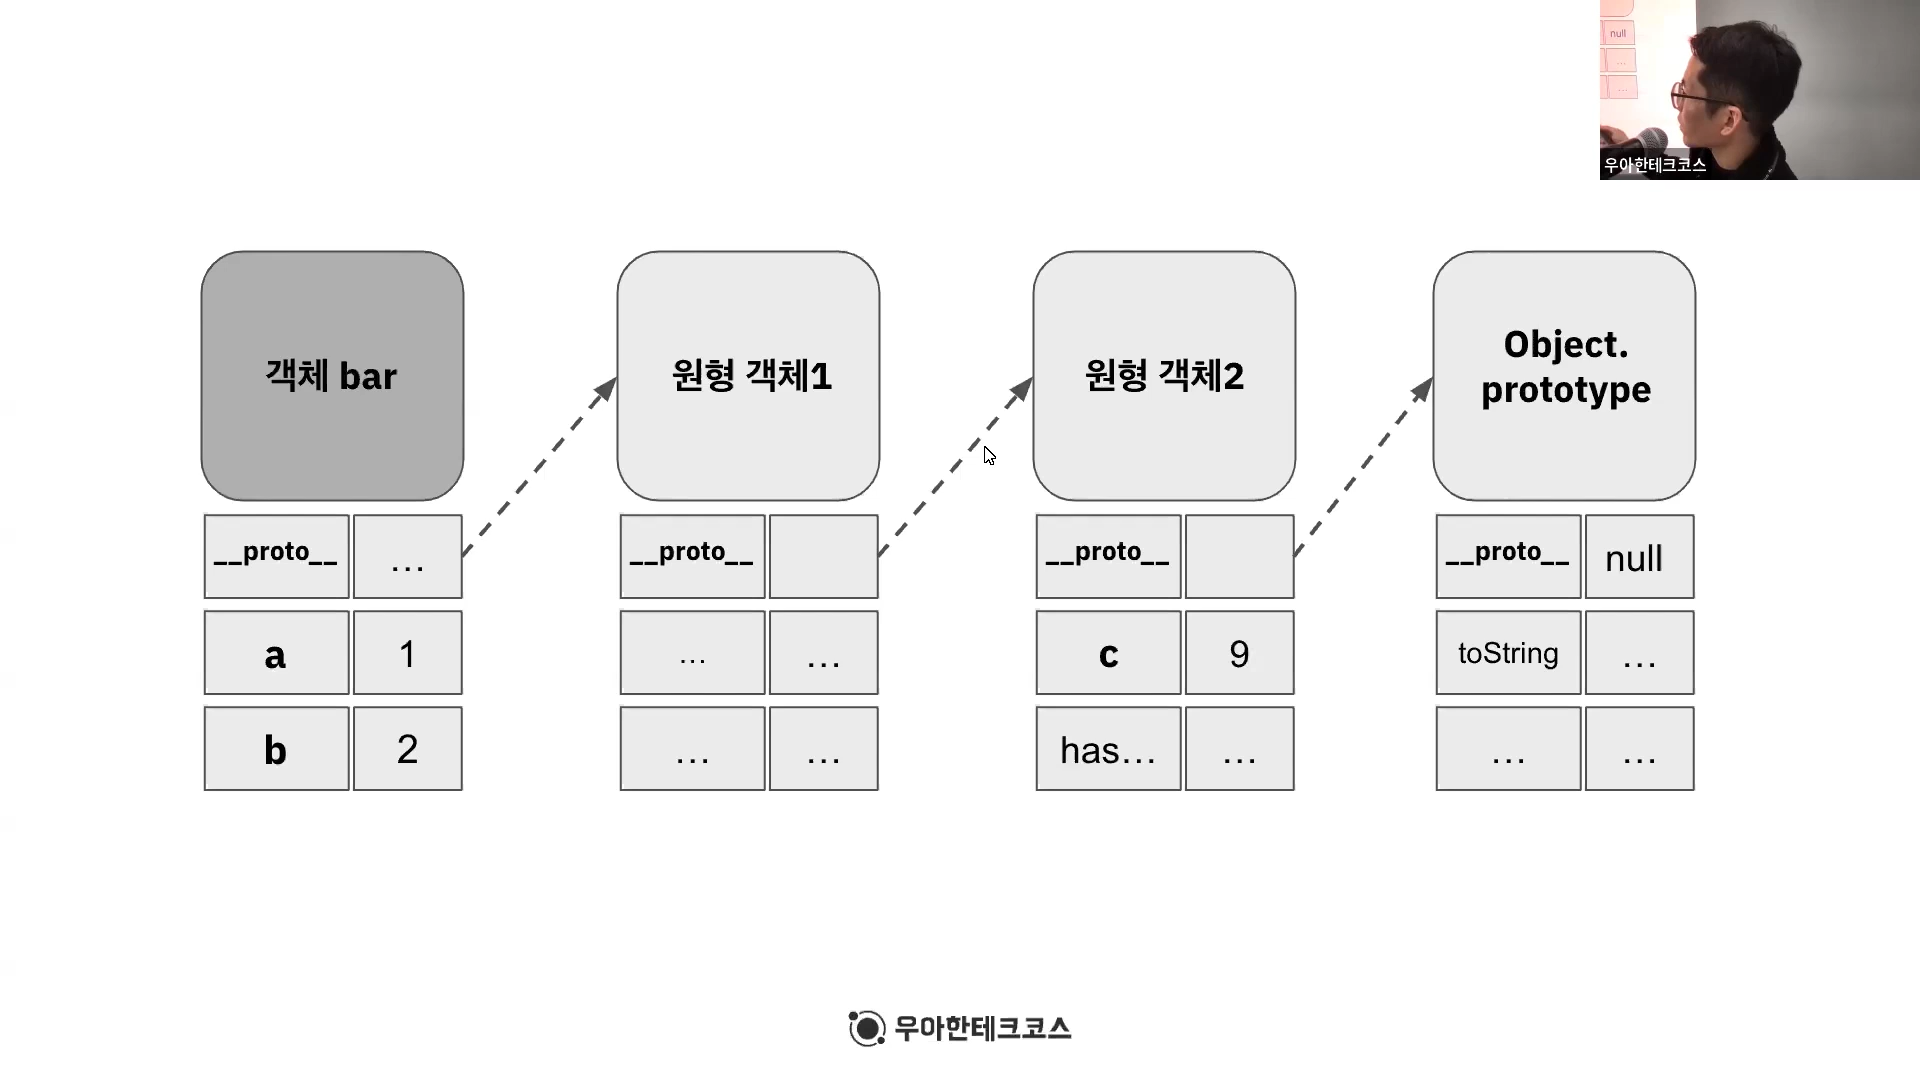 null
...
...
우아한테크코스
객체 bar
원형 객체1
원형 객체2
Object.
prototype
__proto__ ...
a 1
b 2
__proto__
... ...
... ...
__proto__
c 9
has... ...
__proto__ null
toString ...
... ...
우아한테크코스